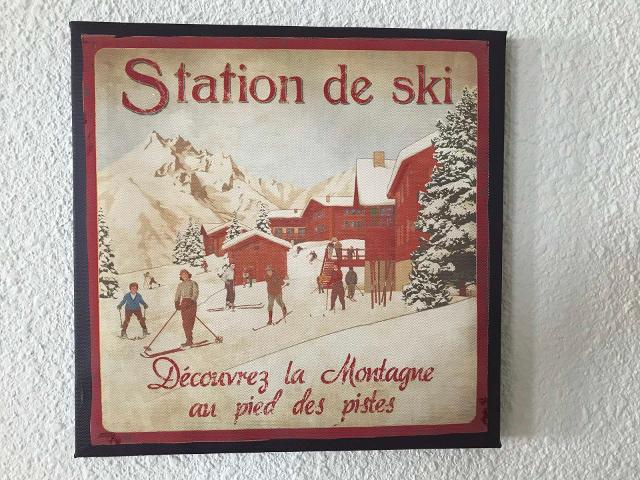 Station de ski
Découvrez la Montagne
au pied des pistes